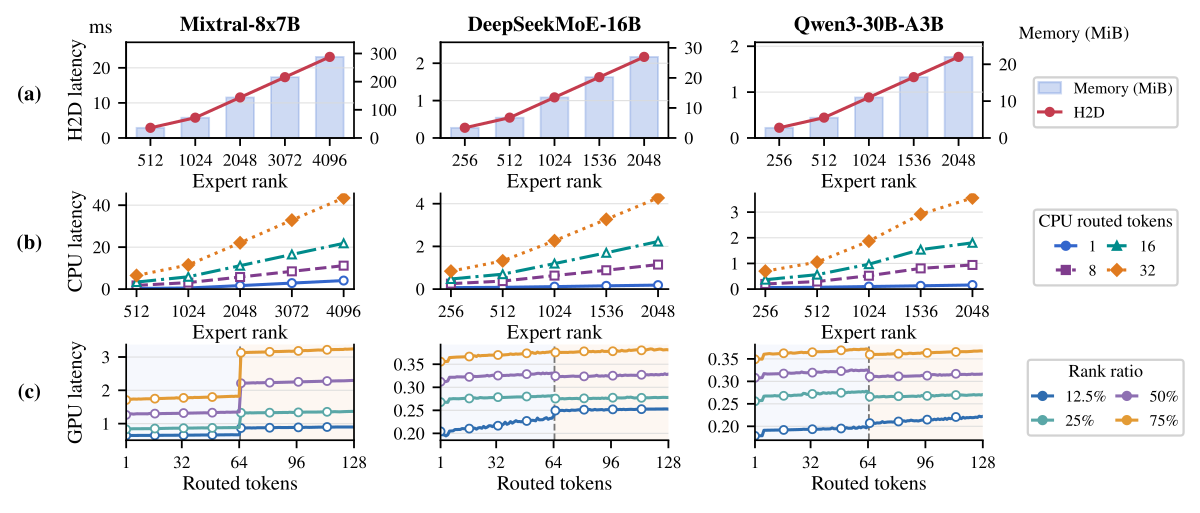 ms
Mixtral-8x7B
DeepSeekMoE-16B
Qwen3-30B-A3B
Memory (MiB)
(a)
H2D latency
0 10 20
0 100 200 300
512 1024 2048 3072 4096
Expert rank
0 1 2
0 10 20 30
256 512 1024 1536 2048
Expert rank
0 1 2
0 10 20
256 512 1024 1536 2048
Expert rank
Memory (MiB)
H2D
(b)
CPU latency
0 20 40
512 1024 2048 3072 4096
Expert rank
0 2 4
256 512 1024 1536 2048
Expert rank
0 1 2 3
256 512 1024 1536 2048
Expert rank
CPU routed tokens
1 16
8 32
(c)
GPU latency
1 2 3
1 32 64 96 128
Routed tokens
0.20 0.25 0.30 0.35
1 32 64 96 128
Routed tokens
0.20 0.25 0.30 0.35
1 32 64 96 128
Routed tokens
Rank ratio
12.5% 50%
25% 75%